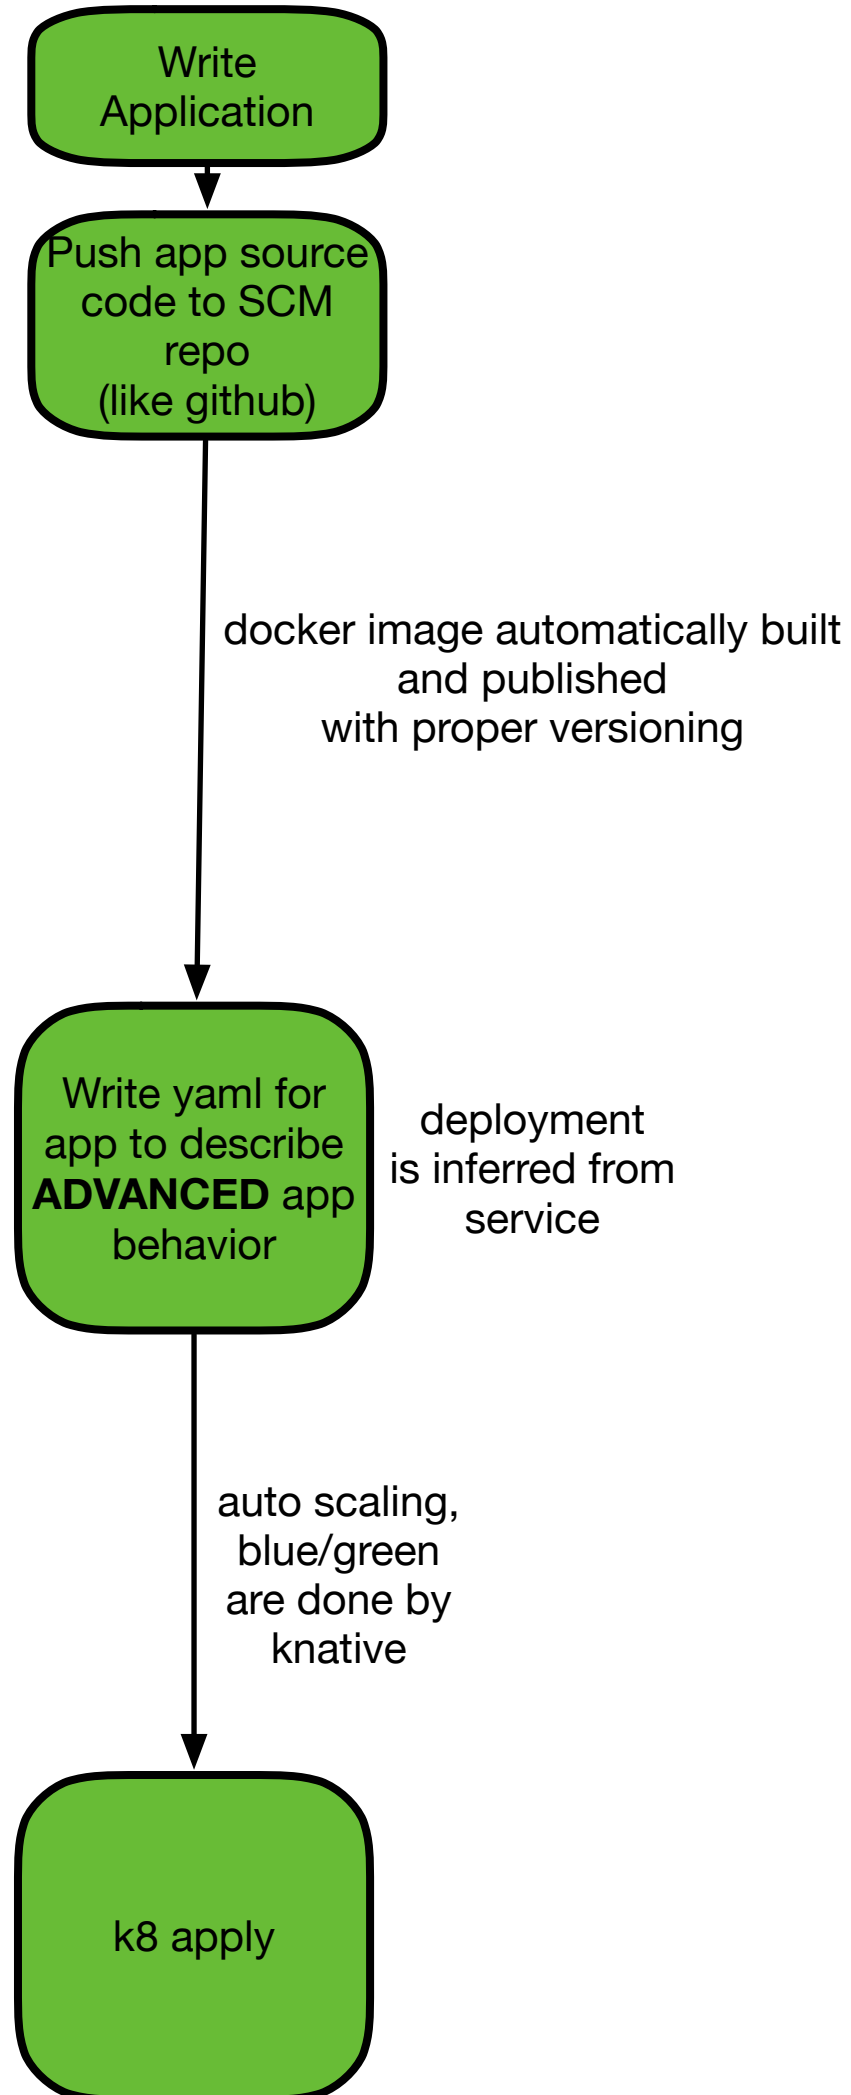 Write
Application
Push app source
code to SCM
repo
(like github)
docker image automatically built
and published
with proper versioning
Write yaml for
app to describe
ADVANCED app
behavior
deployment
is inferred from
service
auto scaling,
blue/green
are done by
knative
k8 apply